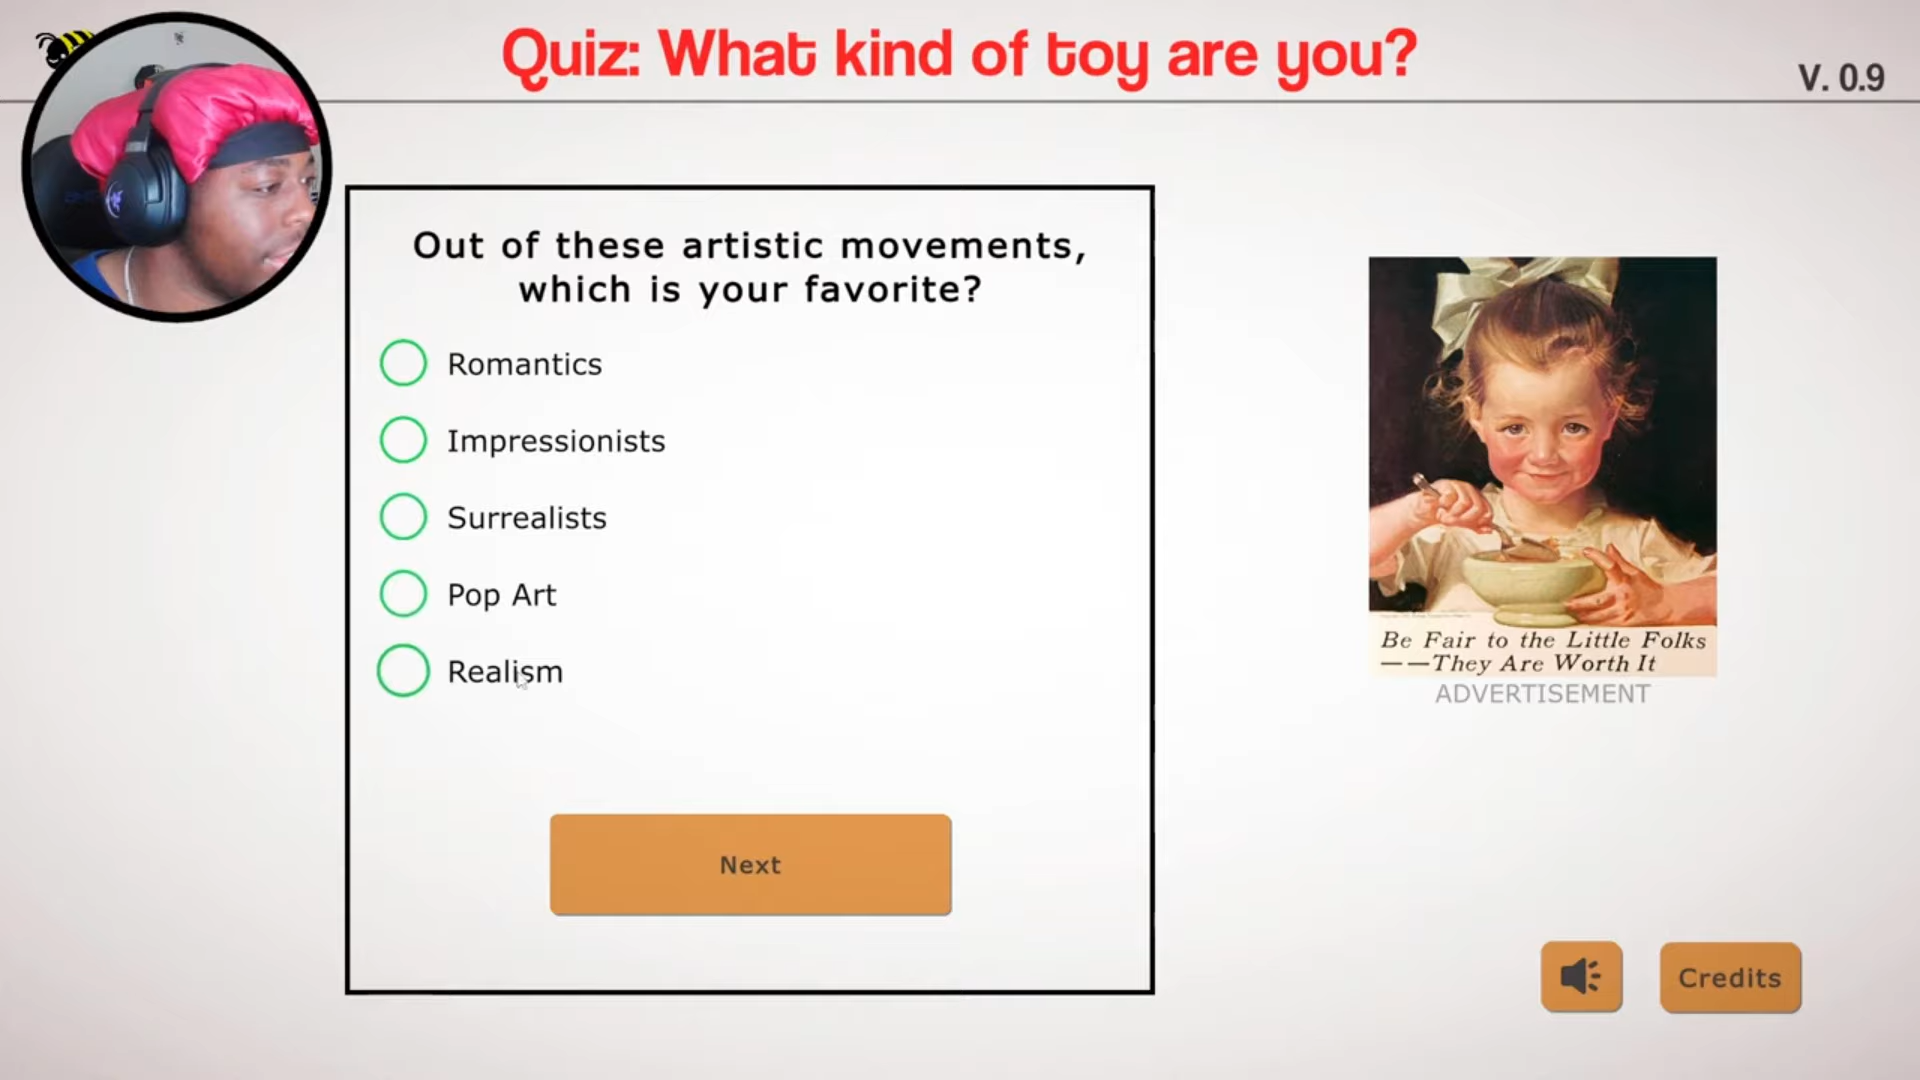 Quiz: What kind of toy are you?
V. 0.9
Out of these artistic movements,
which is your favorite?
Romantics
Impressionists
Surrealists
Pop Art
Realism
Next
Be Fair to the Little Folks
——They Are Worth It
ADVERTISEMENT
Credits